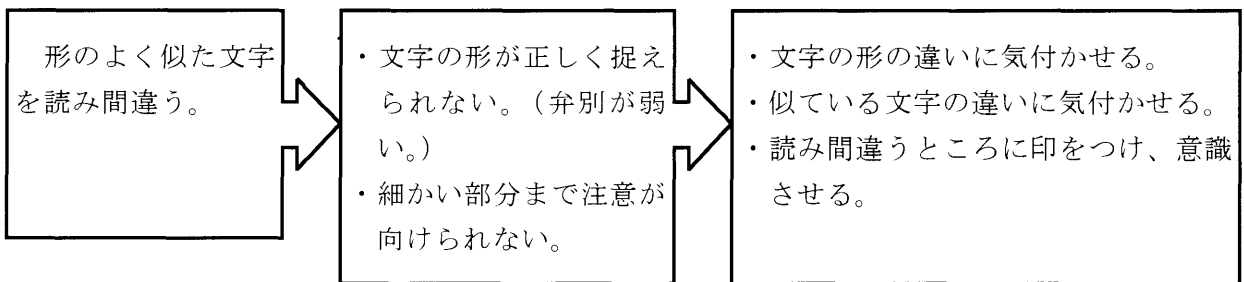 形のよく似た文字
を読み間違う。
・文字の形が正しく捉え
られない。（弁別が弱
い。）
・細かい部分まで注意が
向けられない。
・文字の形の違いに気付かせる。
・似ている文字の違いに気付かせる。
・読み間違うところに印をつけ、意識
させる。